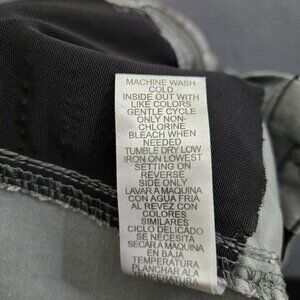 MACHINE WASH
COLD
INSIDE OUT WITH
LIKE COLORS
GENTLE CYCLE
ONLY NON-
CHLORINE
BLEACH WHEN
NEEDED
TUMBLE DRY LOW
IRON ON LOWEST
SETTING ON
REVERSE
SIDE ONLY
LAVAR A MAQUINA
CON AGUA FRIA
AL REVEZ CON
COLORES
SIMILARES
CICLO DELICADO
SE NECESITA
SECAR A MAQUINA
EN BAJA
TEMPERATURA
PLANCHAR ALA
TEMPERATURA